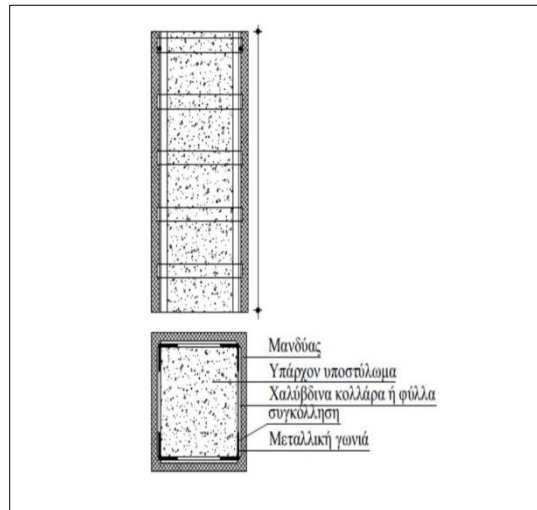 Μανδύας
Υπάρχον υποστύλωμα
Χαλύβδινα κολλάρα ή φύλλα
συγκόλληση
Μεταλλική γωνιά